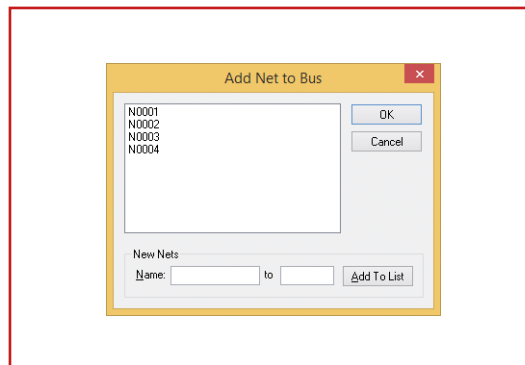 Add Net to Bus
N0001
N0002
N0003
N0004
OK
Cancel
New Nets
Name: to Add To List